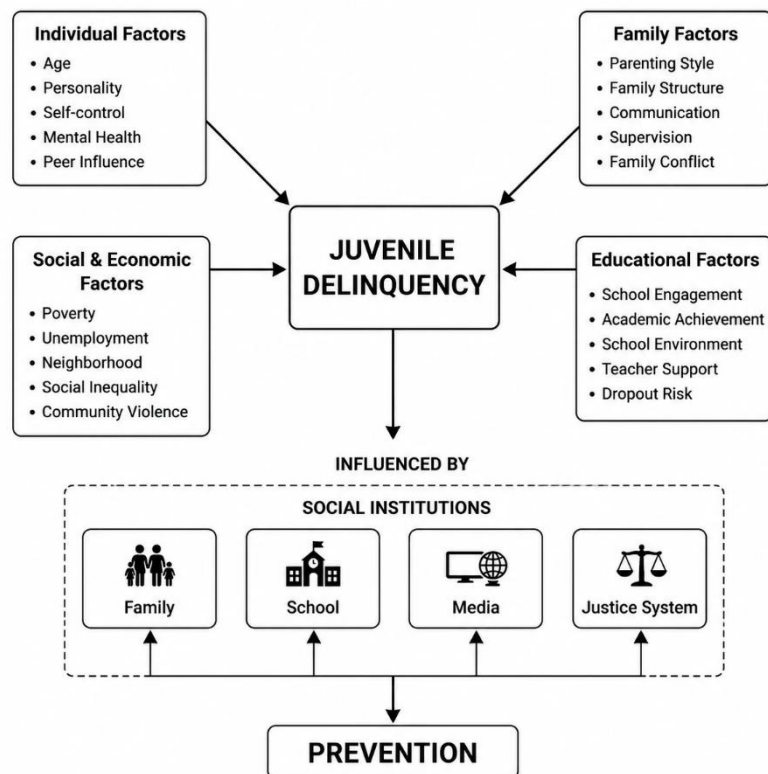 Individual Factors
• Age
• Personality
• Self-control
• Mental Health
• Peer Influence
Family Factors
• Parenting Style
• Family Structure
• Communication
• Supervision
• Family Conflict
JUVENILE
DELINQUENCY
Social & Economic
Factors
• Poverty
• Unemployment
• Neighborhood
• Social Inequality
• Community Violence
Educational Factors
• School Engagement
• Academic Achievement
• School Environment
• Teacher Support
• Dropout Risk
INFLUENCED BY
SOCIAL INSTITUTIONS
Family
School
Media
Justice System
PREVENTION